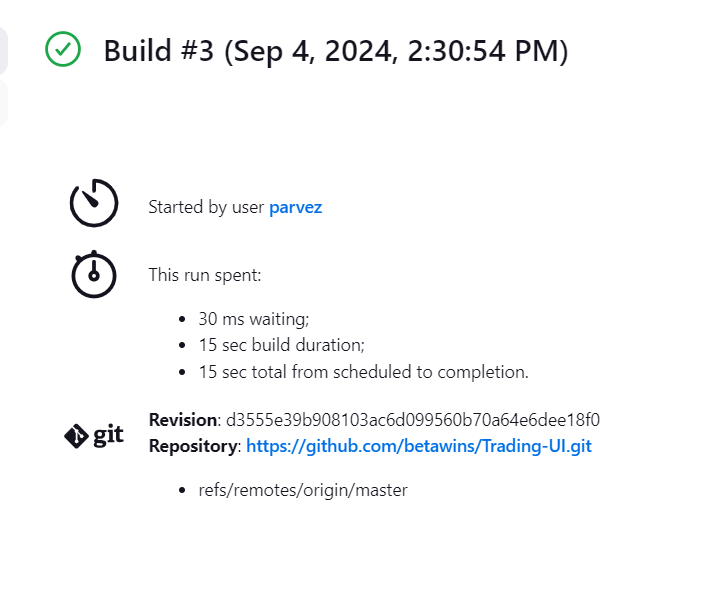 Build #3 (Sep 4, 2024, 2:30:54 PM)
Started by user parvez
This run spent:
• 30 ms waiting;
• 15 sec build duration;
• 15 sec total from scheduled to completion.
git
Revision: d3555e39b908103ac6d099560b70a64e6dee18f0
Repository: https://github.com/betawins/Trading-UI.git
• refs/remotes/origin/master